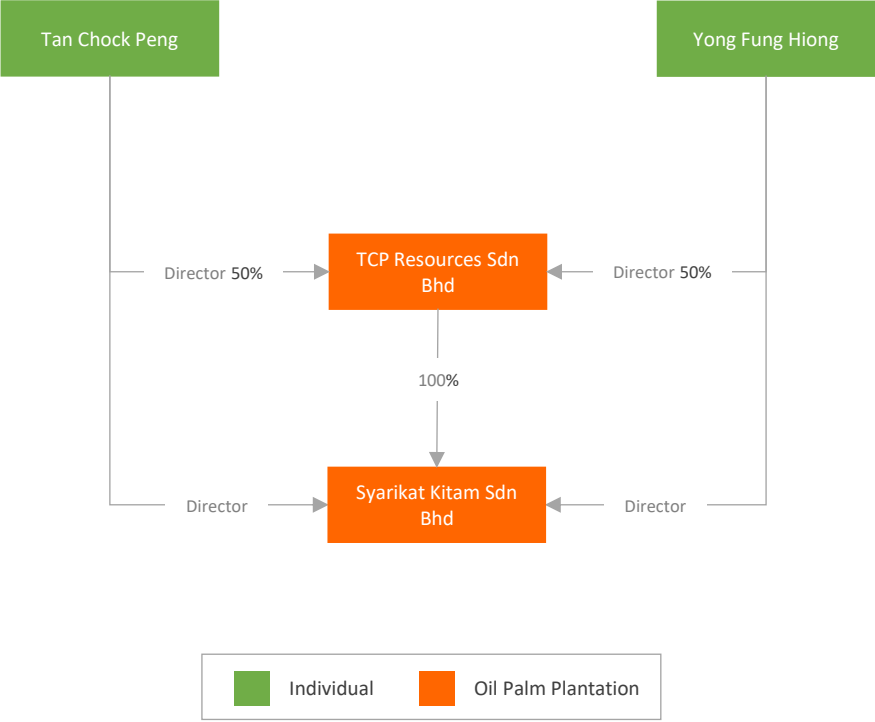 Tan Chock Peng
Yong Fung Hiong
TCP Resources Sdn
Bhd
Director 50%
Director 50%
100%
Syarikat Kitam Sdn
Bhd
Director
Director
Individual
Oil Palm Plantation